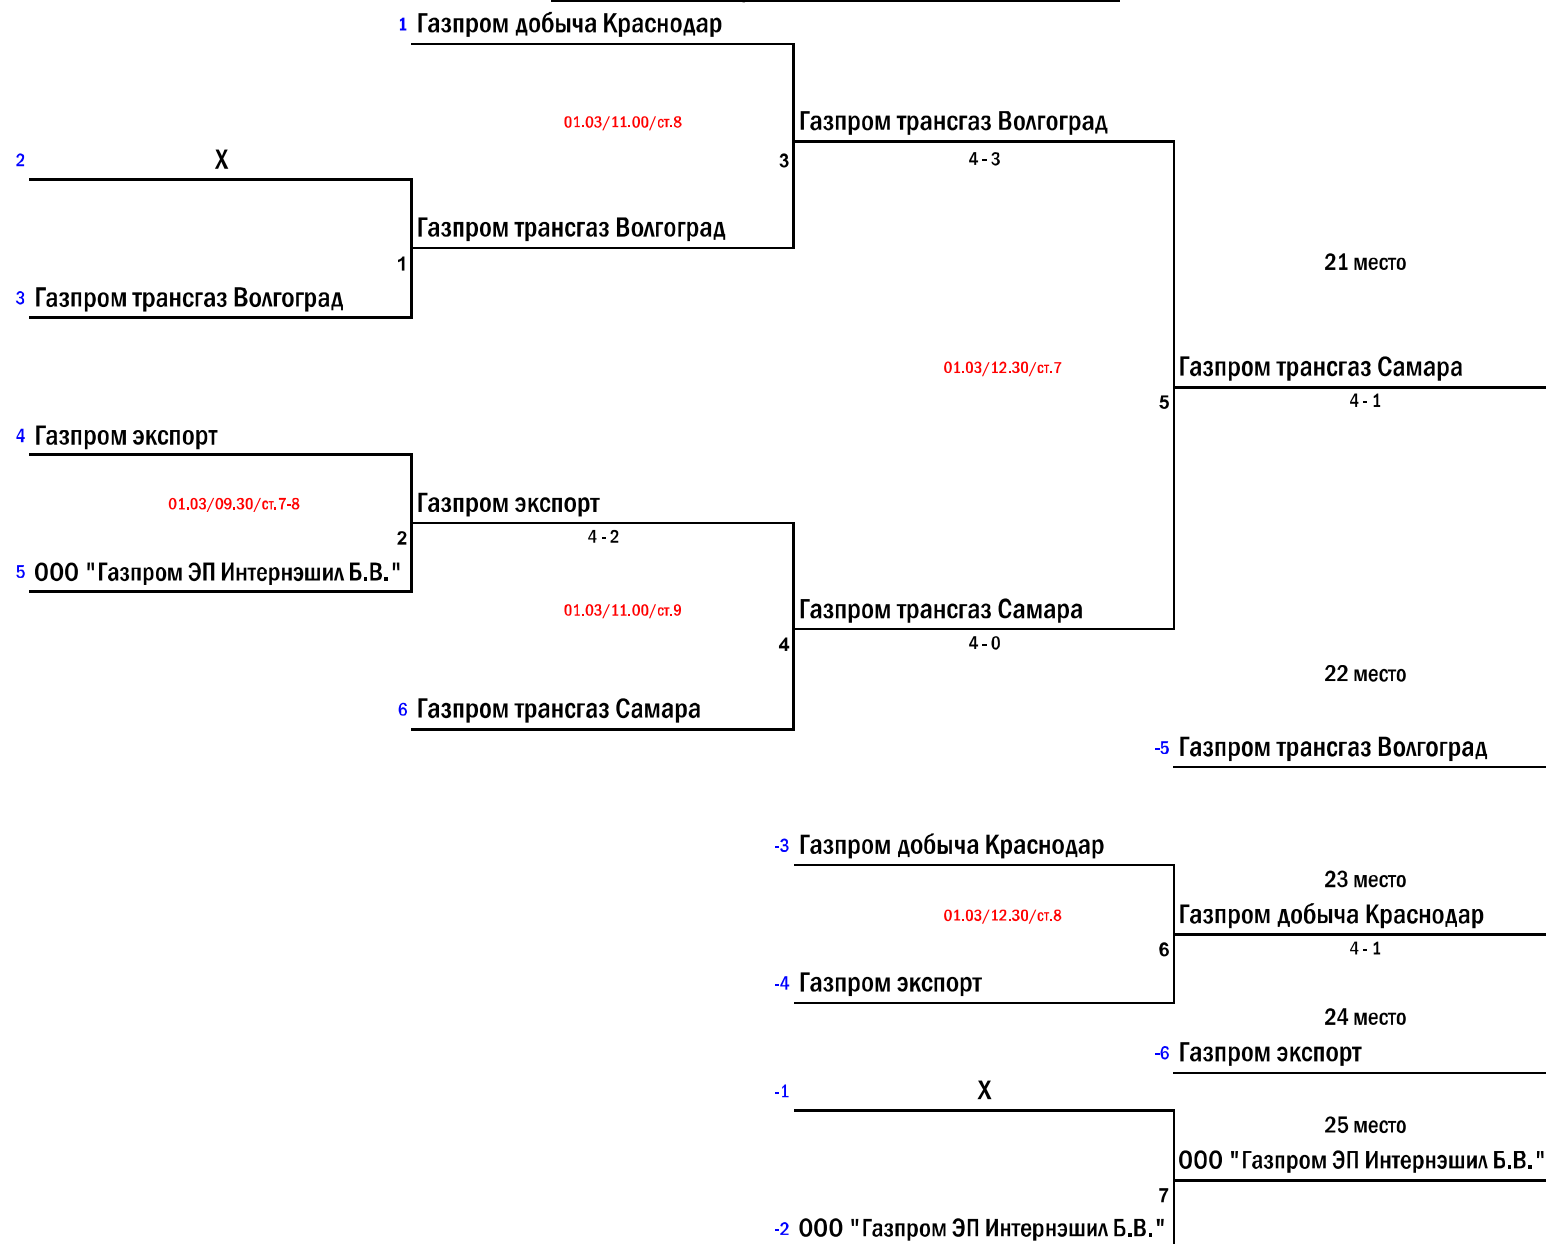 1 Газпром добыча Краснодар
01.03/11.00/ст.8
Газпром трансгаз Волгоград
4 - 3
3
2 X
Газпром трансгаз Волгоград
1
21 место
3 Газпром трансгаз Волгоград
01.03/12.30/ст.7
Газпром трансгаз Самара
4 - 1
5
4 Газпром экспорт
01.03/09.30/ст.7-8
Газпром экспорт
4 - 2
2
5 ООО "Газпром ЭП Интернэшил Б.В."
01.03/11.00/ст.9
Газпром трансгаз Самара
4 - 0
4
22 место
6 Газпром трансгаз Самара
-5 Газпром трансгаз Волгоград
-3 Газпром добыча Краснодар
23 место
01.03/12.30/ст.8
Газпром добыча Краснодар
4 - 1
6
-4 Газпром экспорт
24 место
-6 Газпром экспорт
-1 X
25 место
ООО "Газпром ЭП Интернэшил Б.В."
7
-2 ООО "Газпром ЭП Интернэшил Б.В."